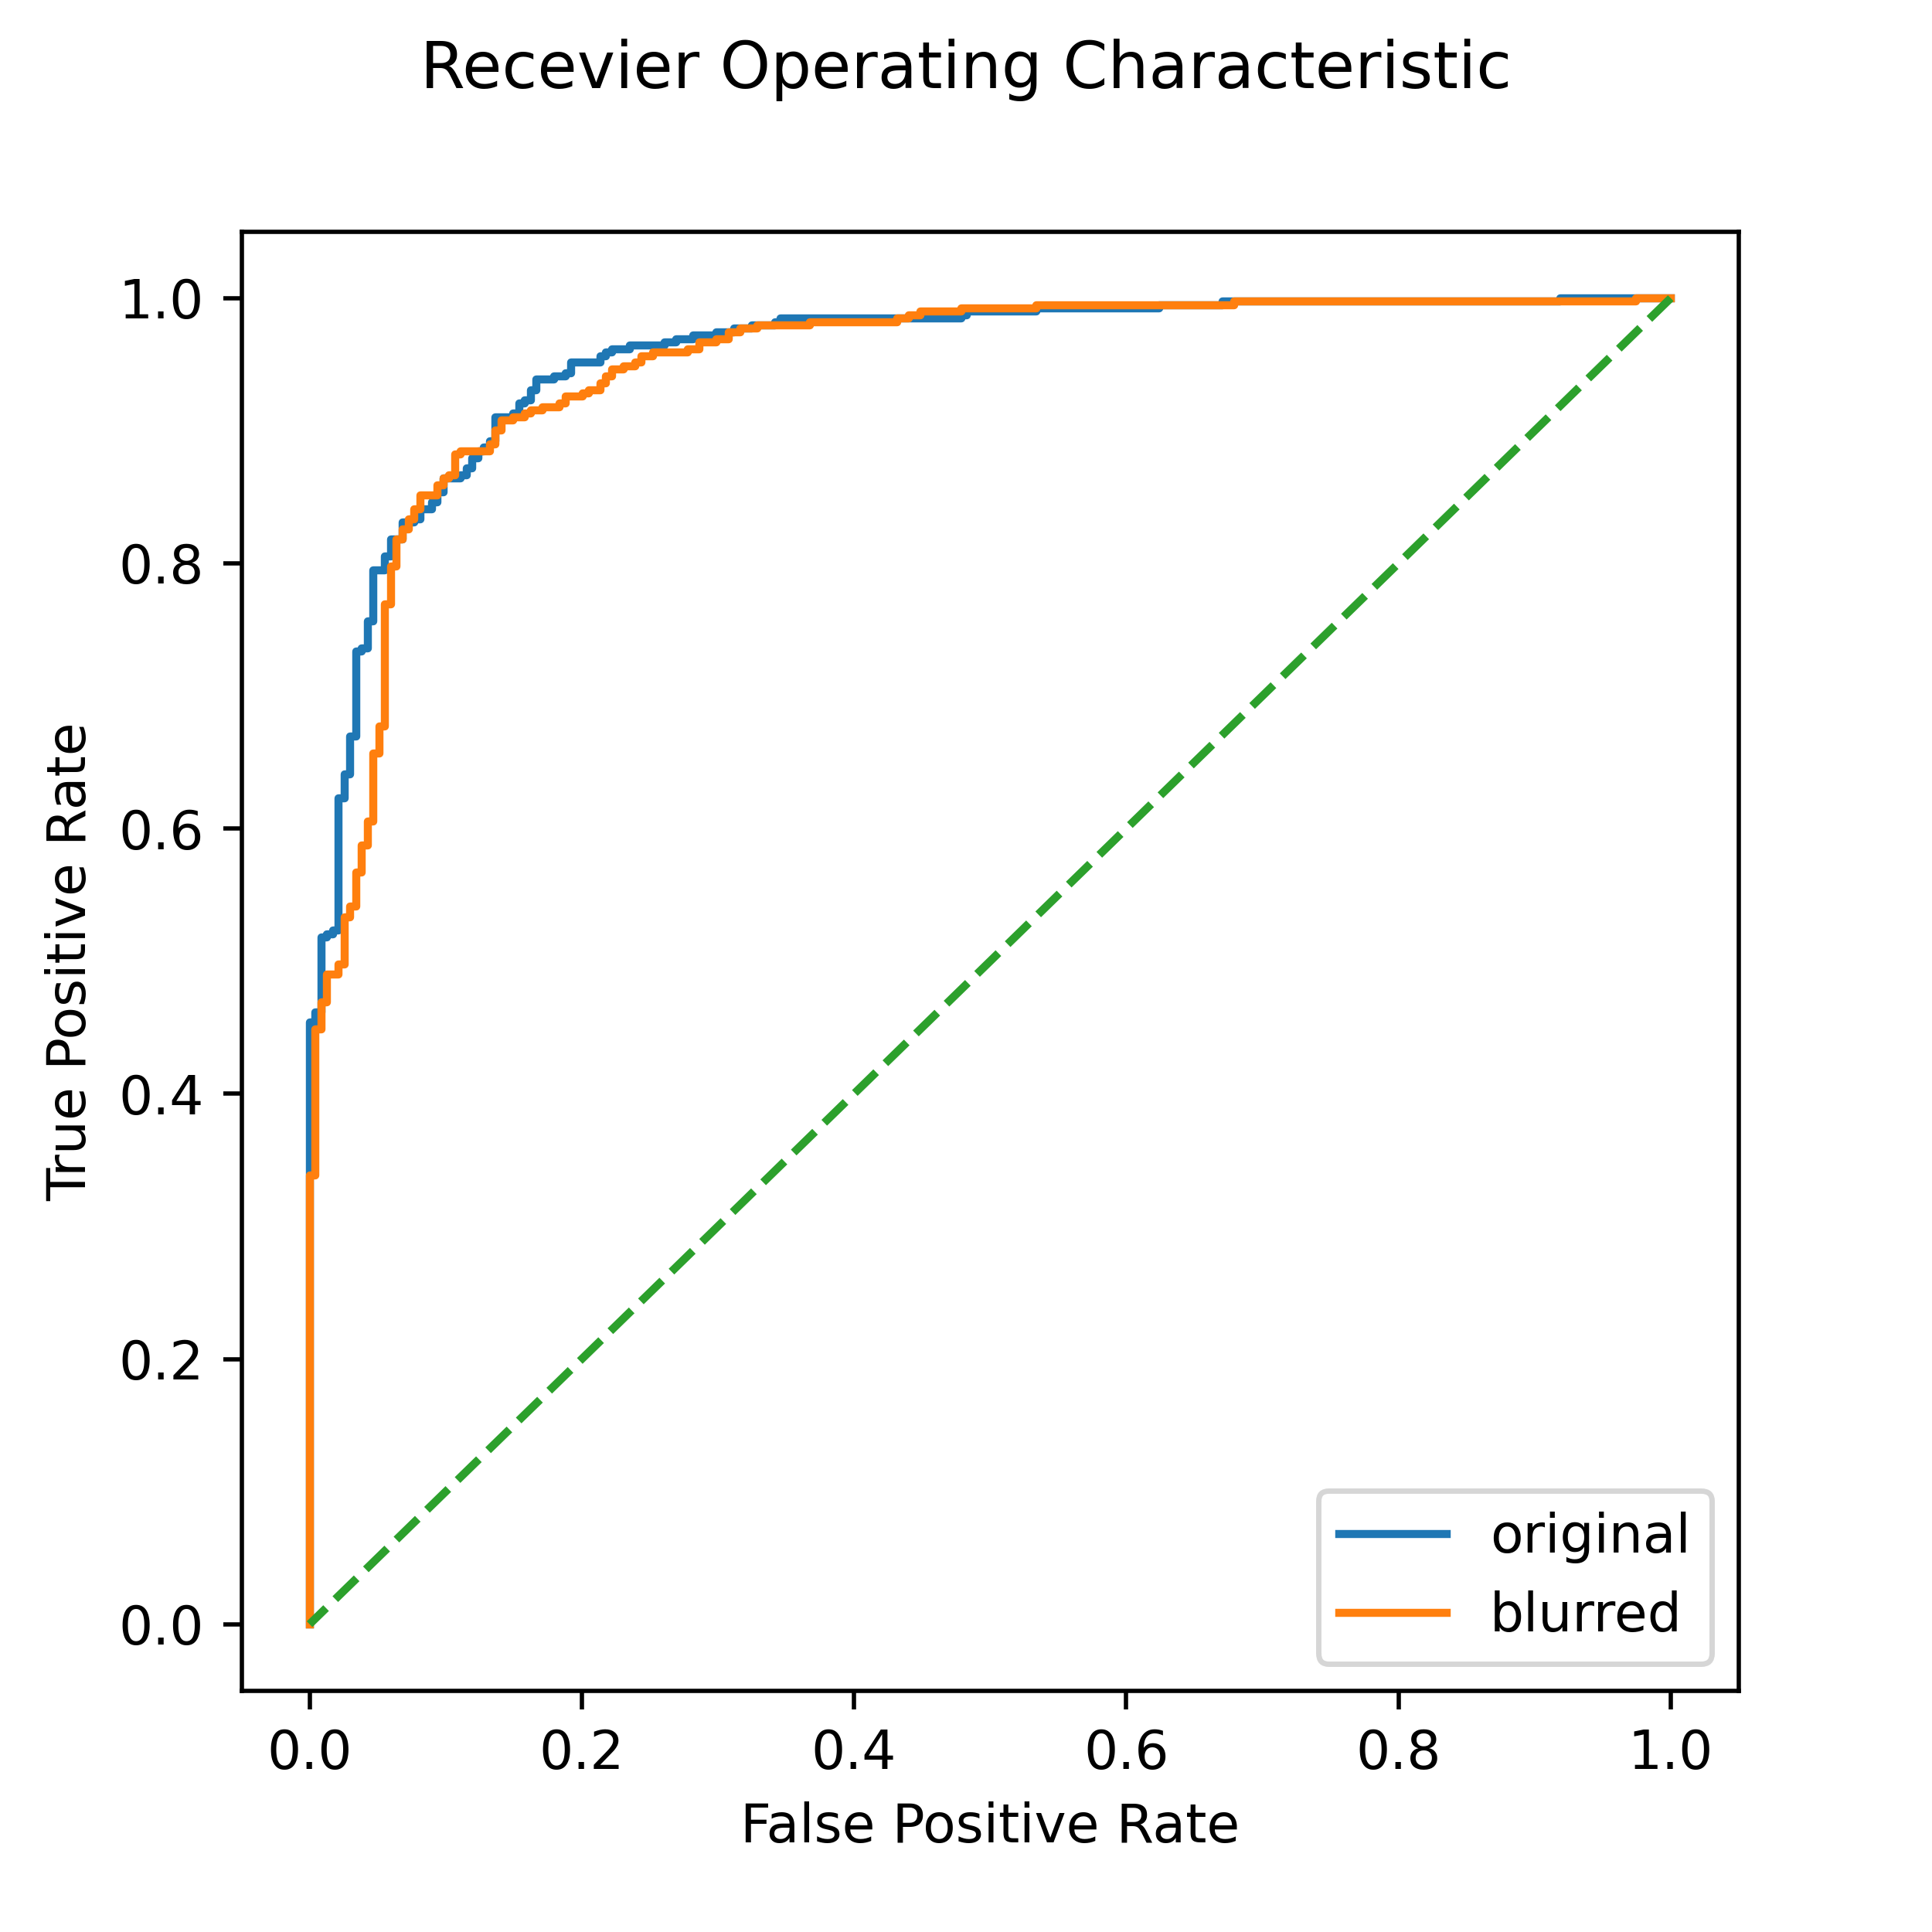 Recevier Operating Characteristic
True Positive Rate
1.0
0.8
0.6
0.4
0.2
0.0
0.0 0.2 0.4 0.6 0.8 1.0
False Positive Rate
original
blurred